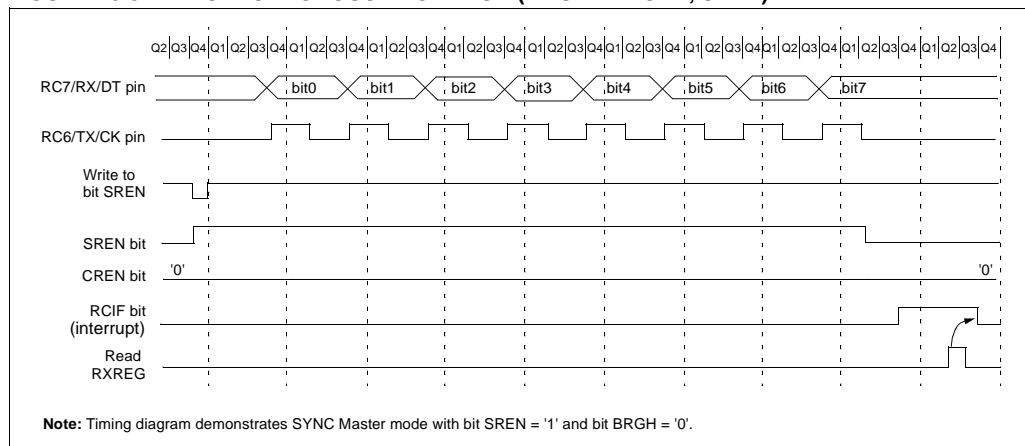 Q2 Q3 Q4 Q1 Q2 Q3 Q4 Q1 Q2 Q3 Q4 Q1 Q2 Q3 Q4 Q1 Q2 Q3 Q4 Q1 Q2 Q3 Q4 Q1 Q2 Q3 Q4 Q1 Q2 Q3 Q4 Q1 Q2 Q3 Q4 Q1 Q2 Q3 Q4 Q1 Q2 Q3 Q4
RC7/RX/DT pin
bit0 bit1 bit2 bit3 bit4 bit5 bit6 bit7
RC6/TX/CK pin
Write to
bit SREN
SREN bit
CREN bit
'0' '0'
RCIF bit
(interrupt)
Read
RXREG
Note: Timing diagram demonstrates SYNC Master mode with bit SREN = '1' and bit BRGH = '0'.